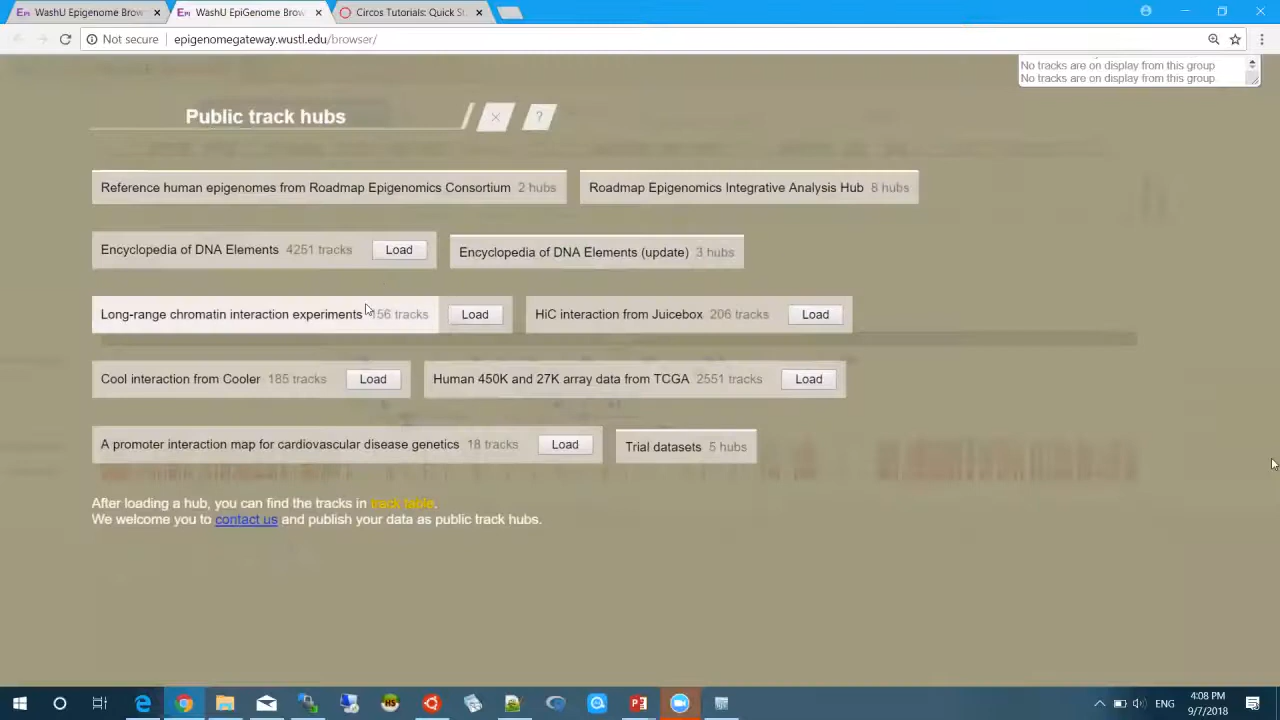 WashU Epigenome Brow
WashU EpiGenome Brow
Circos Tutorials: Quick St
Not secure
epigenomegateway.wustl.edu/browser/
No tracks are on display from this group
No tracks are on display from this group
Public track hubs
?
Reference human epigenomes from Roadmap Epigenomics Consortium 2 hubs
Roadmap Epigenomics Integrative Analysis Hub 8 hubs
Encyclopedia of DNA Elements 4251 tracks Load
Encyclopedia of DNA Elements (update) 3 hubs
Long-range chromatin interaction experiments 156 tracks Load
HiC interaction from Juicebox 206 tracks Load
Cool interaction from Cooler 185 tracks Load
Human 450K and 27K array data from TCGA 2551 tracks Load
A promoter interaction map for cardiovascular disease genetics 18 tracks Load
Trial datasets 5 hubs
After loading a hub, you can find the tracks in track table.
We welcome you to contact us and publish your data as public track hubs.
ENG
4:08 PM
9/7/2018